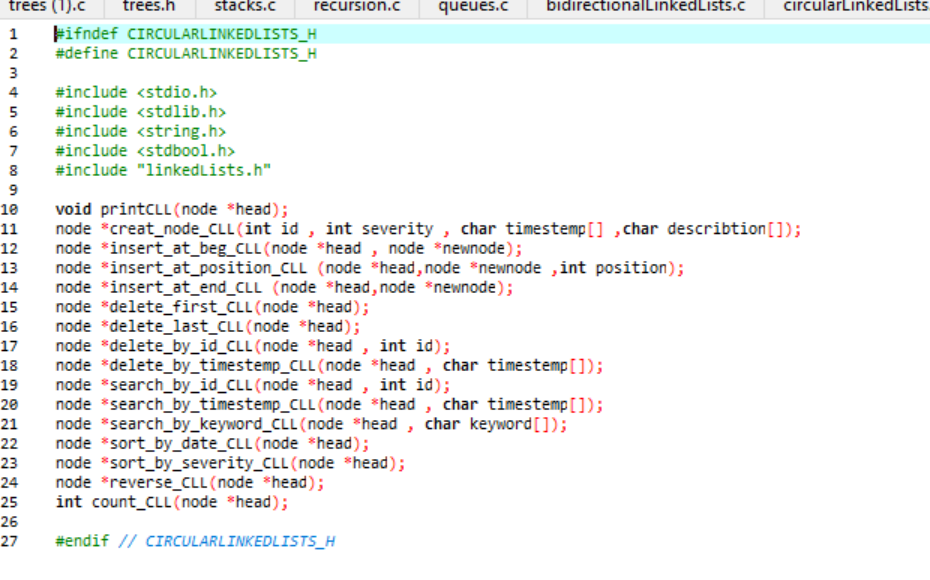 trees (1).c trees.h stacks.c recursion.c queues.c bidirectionalLinkedLists.c circularLinkedLists
1 #ifndef CIRCULARLINKEDLISTS_H
2 #define CIRCULARLINKEDLISTS_H
3
4 #include <stdio.h>
5 #include <stdlib.h>
6 #include <string.h>
7 #include <stdbool.h>
8 #include "linkedLists.h"
9
10 void printCLL(node *head);
11 node *creat_node_CLL(int id , int severity , char timestemp[] ,char describtion[]);
12 node *insert_at_beg_CLL(node *head , node *newnode);
13 node *insert_at_position_CLL (node *head,node *newnode ,int position);
14 node *insert_at_end_CLL (node *head,node *newnode);
15 node *delete_first_CLL(node *head);
16 node *delete_last_CLL(node *head);
17 node *delete_by_id_CLL(node *head , int id);
18 node *delete_by_timestemp_CLL(node *head , char timestemp[]);
19 node *search_by_id_CLL(node *head , int id);
20 node *search_by_timestemp_CLL(node *head , char timestemp[]);
21 node *search_by_keyword_CLL(node *head , char keyword[]);
22 node *sort_by_date_CLL(node *head);
23 node *sort_by_severity_CLL(node *head);
24 node *reverse_CLL(node *head);
25 int count_CLL(node *head);
26
27 #endif // CIRCULARLINKEDLISTS_H